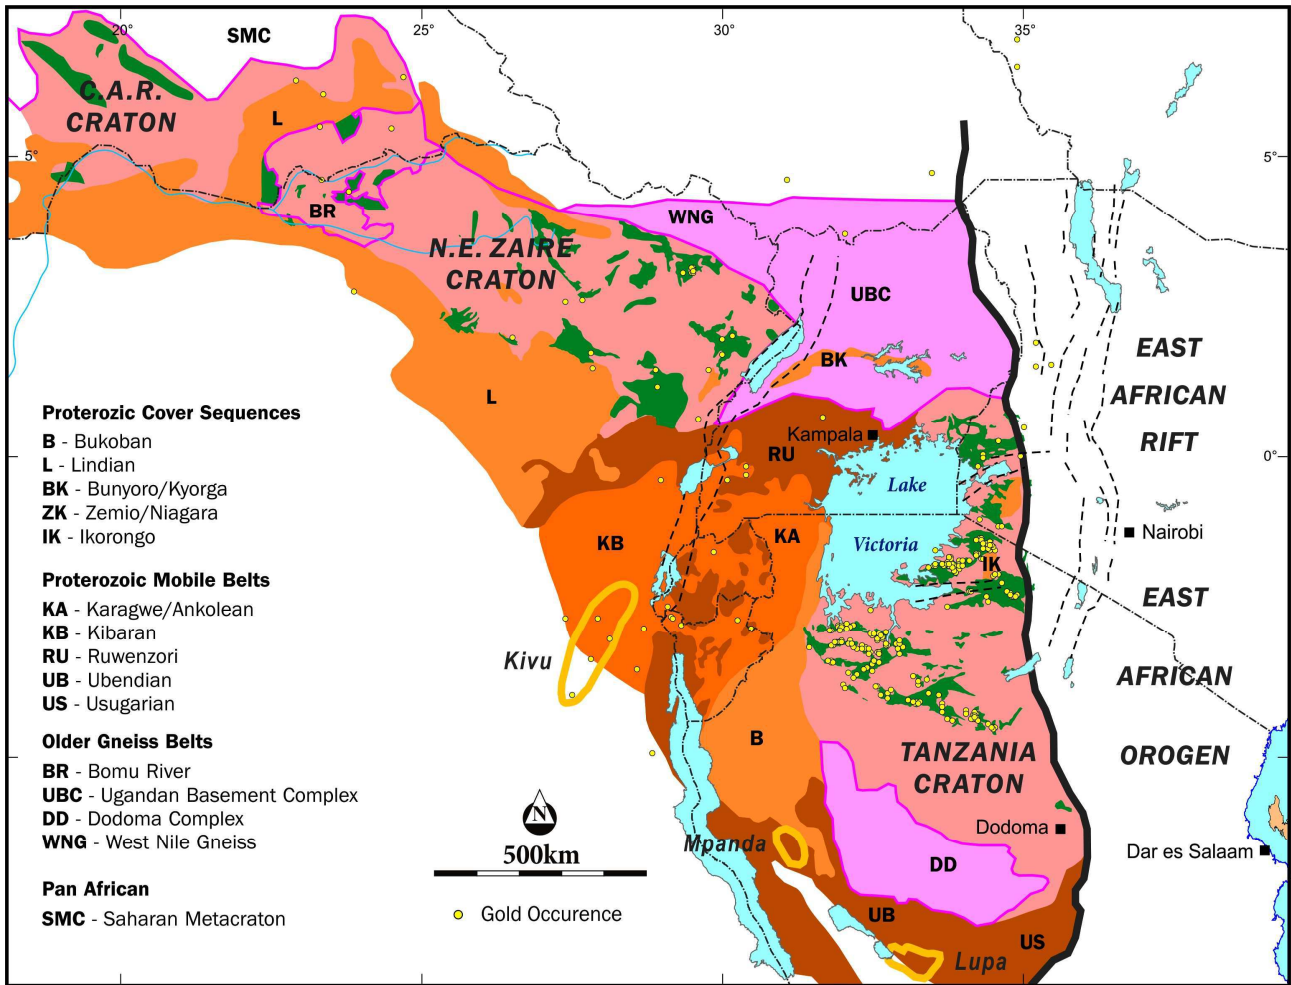 20°
25°
30°
35°
SMC
C.A.R.
CRATON
L
5°
5°
BR
WNG
N.E. ZAIRE
CRATON
UBC
BK
EAST
AFRICAN
RIFT
L
Kampala
RU
0°
Lake
Victoria
KB
KA
IK
Nairobi
EAST
AFRICAN
OROGEN
Kivu
B
TANZANIA
CRATON
Dodoma
Dar es Salaam
Mpanda
DD
UB
US
Lupa
Proterozic Cover Sequences
B - Bukoban
L - Lindian
BK - Bunyoro/Kyorga
ZK - Zemio/Niagara
IK - Ikorongo
Proterozoic Mobile Belts
KA - Karagwe/Ankolean
KB - Kibaran
RU - Ruwenzori
UB - Ubendian
US - Usugarian
Older Gneiss Belts
BR - Bomu River
UBC - Ugandan Basement Complex
DD - Dodoma Complex
WNG - West Nile Gneiss
Pan African
SMC - Saharan Metacraton
N
500km
Gold Occurence